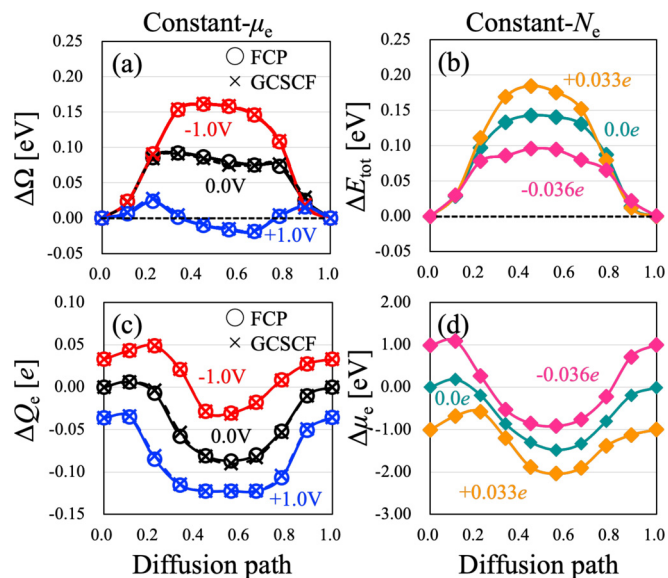 Constant-μe
Constant-Ne
ΔΩ [eV]
0.25
0.20
0.15
0.10
0.05
0.00
-0.05
(a)
FCP
GCSCF
-1.0V
0.0V
+1.0V
0.0 0.2 0.4 0.6 0.8 1.0
ΔEtot [eV]
0.25
0.20
0.15
0.10
0.05
0.00
-0.05
(b)
+0.033e
0.0e
-0.036e
0.0 0.2 0.4 0.6 0.8 1.0
ΔQe [e]
0.10
0.05
0.00
-0.05
-0.10
-0.15
(c)
FCP
GCSCF
-1.0V
0.0V
+1.0V
0.0 0.2 0.4 0.6 0.8 1.0
Diffusion path
Δμe [eV]
2.00
1.00
0.00
-1.00
-2.00
-3.00
(d)
-0.036e
0.0e
+0.033e
0.0 0.2 0.4 0.6 0.8 1.0
Diffusion path